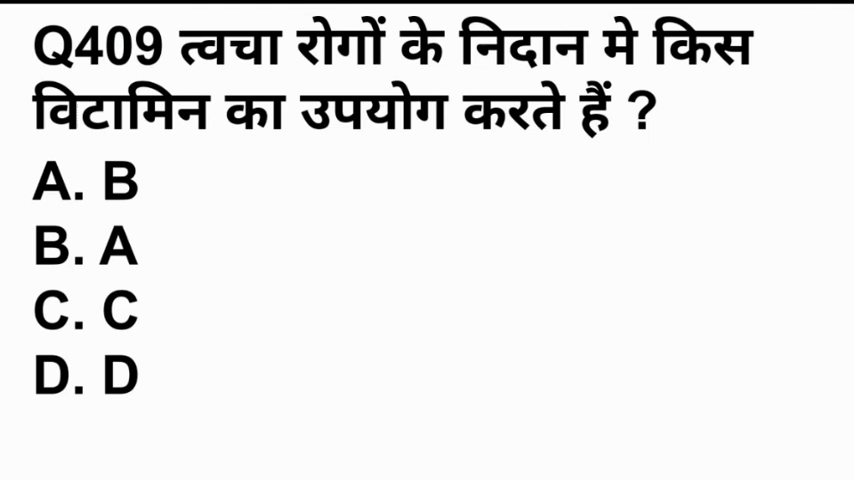 Q409 त्वचा रोगों के निदान मे किस
विटामिन का उपयोग करते हैं ?
A. B
B. A
C. C
D. D